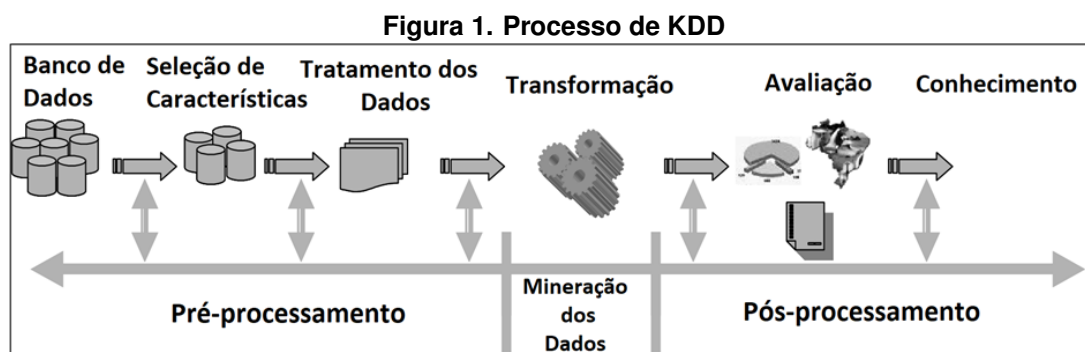 Figura 1. Processo de KDD
Banco de
Dados
Seleção de
Características
Tratamento dos
Dados
Transformação
Avaliação
Conhecimento
Pré-processamento
Mineração
dos
Dados
Pós-processamento